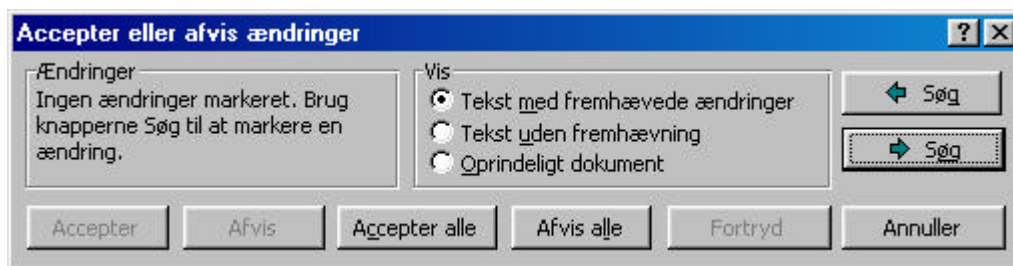 Accepter eller afvis ændringer
Ændringer
Ingen ændringer markeret. Brug
knapperne Søg til at markere en
ændring.
Vis
Tekst med fremhævede ændringer
Tekst uden fremhævning
Oprindeligt dokument
Søg
Søg
Accepter
Afvis
Accepter alle
Afvis alle
Fortryd
Annuller